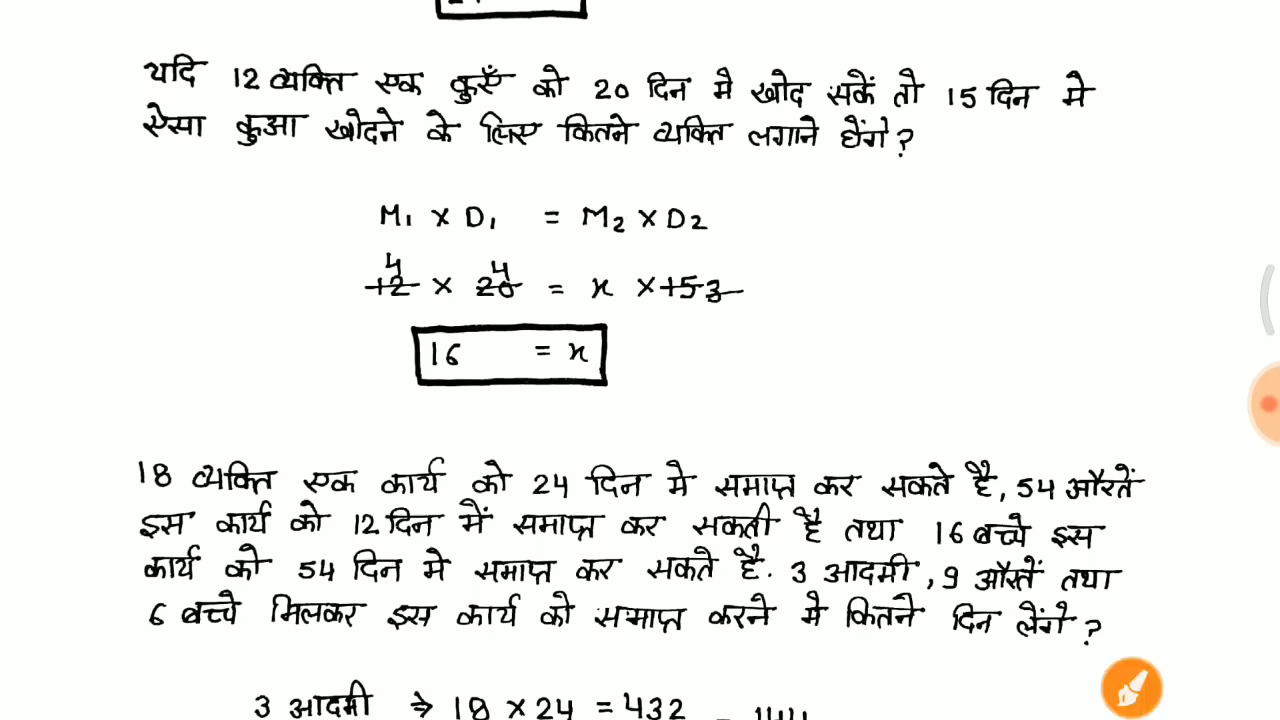 यदि 12 व्यक्ति एक कुएँ को 20 दिन मे खोद सकें तो 15 दिन मे
ऐसा कुआ खोदने के लिए कितने व्यक्ति लगाने होंगे?
M₁ × D₁ = M₂ × D₂
4 4
12 × 20 = x × 15 3
16 = x
18 व्यक्ति एक कार्य को 24 दिन मे समाप्त कर सकते है, 54 औरतें
इस कार्य को 12 दिन में समाप्त कर सकती है तथा 16 बच्चे इस
कार्य को 54 दिन मे समाप्त कर सकते है. 3 आदमी, 9 औरतें तथा
6 बच्चे मिलकर इस कार्य को समाप्त करने मे कितने दिन लेंगे?
3 आदमी ⇒ 18 × 24 = 432 = 144